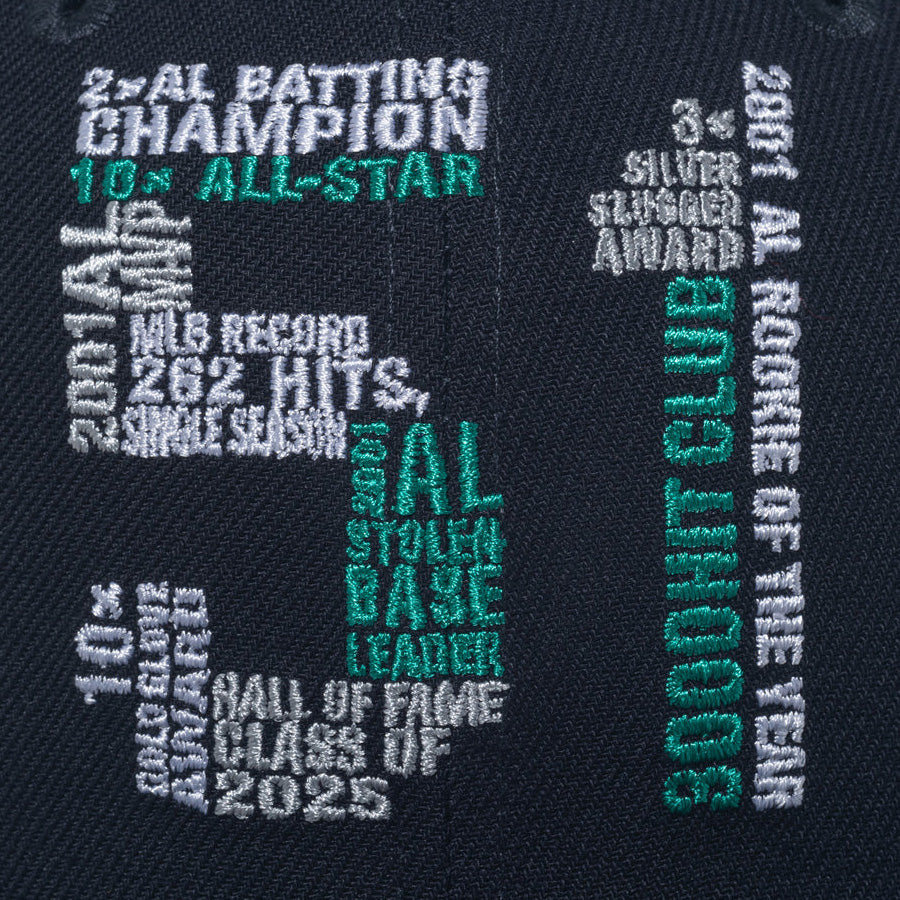 2x AL BATTING
CHAMPION
10x ALL-STAR
2001 AL
MVP
MLB RECORD
262 HITS,
SINGLE SEASON
2001
AL
STOLEN
BASE
LEADER
10x
GOLD GLOVE
AWARD
HALL OF FAME
CLASS OF
2025
3x
SILVER
SLUGGER
AWARD
3000 HIT CLUB
2001 AL ROOKIE OF THE YEAR